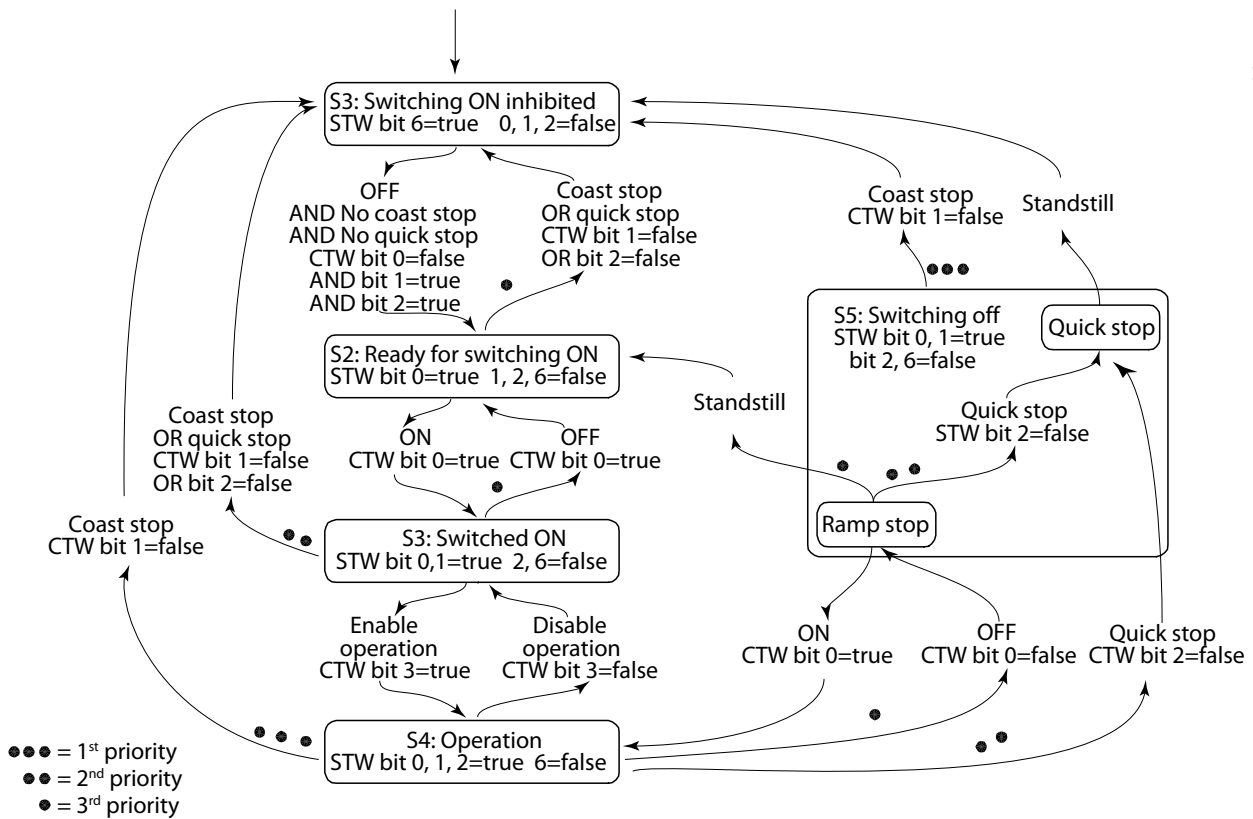 S3: Switching ON inhibited
STW bit 6=true 0, 1, 2=false
OFF
AND No coast stop
AND No quick stop
CTW bit 0=false
AND bit 1=true
AND bit 2=true
Coast stop
OR quick stop
CTW bit 1=false
OR bit 2=false
Coast stop
CTW bit 1=false
Standstill
S5: Switching off
STW bit 0, 1=true
bit 2, 6=false
Quick stop
S2: Ready for switching ON
STW bit 0=true 1, 2, 6=false
Standstill
Quick stop
STW bit 2=false
Coast stop
OR quick stop
CTW bit 1=false
OR bit 2=false
ON
CTW bit 0=true
OFF
CTW bit 0=true
Ramp stop
Coast stop
CTW bit 1=false
S3: Switched ON
STW bit 0,1=true 2, 6=false
Enable
operation
CTW bit 3=true
Disable
operation
CTW bit 3=false
ON
CTW bit 0=true
OFF
CTW bit 0=false
Quick stop
CTW bit 2=false
S4: Operation
STW bit 0, 1, 2=true 6=false
= 1st priority
= 2nd priority
= 3rd priority